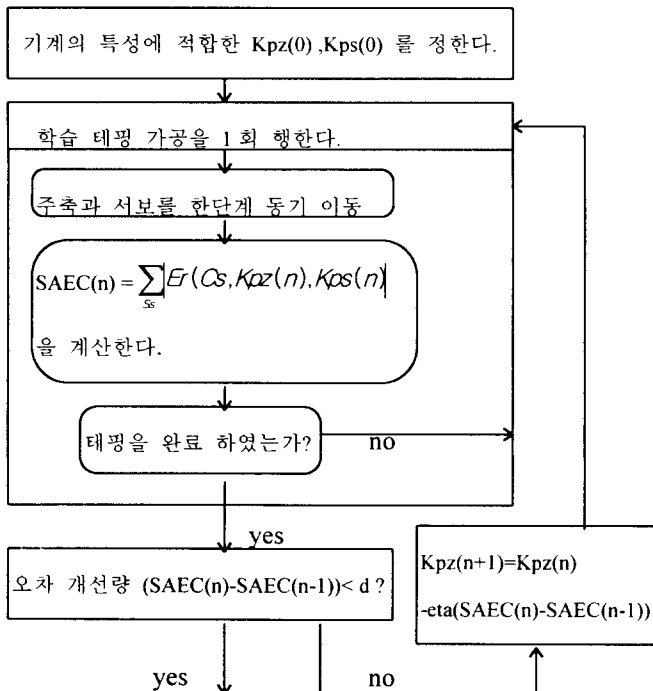 기계의 특성에 적합한 Kpz(0) ,Kps(0) 를 정한다.
학습 태핑 가공을 1회 행한다.
주축과 서보를 한단계 동기 이동
SAEC(n) = ∑Ss|Er(Cs,Kpz(n),Kps(n)|
을 계산한다.
태핑을 완료 하였는가?
no
yes
오차 개선량 (SAEC(n)-SAEC(n-1))< d ?
Kpz(n+1)=Kpz(n)
-eta(SAEC(n)-SAEC(n-1))
yes
no